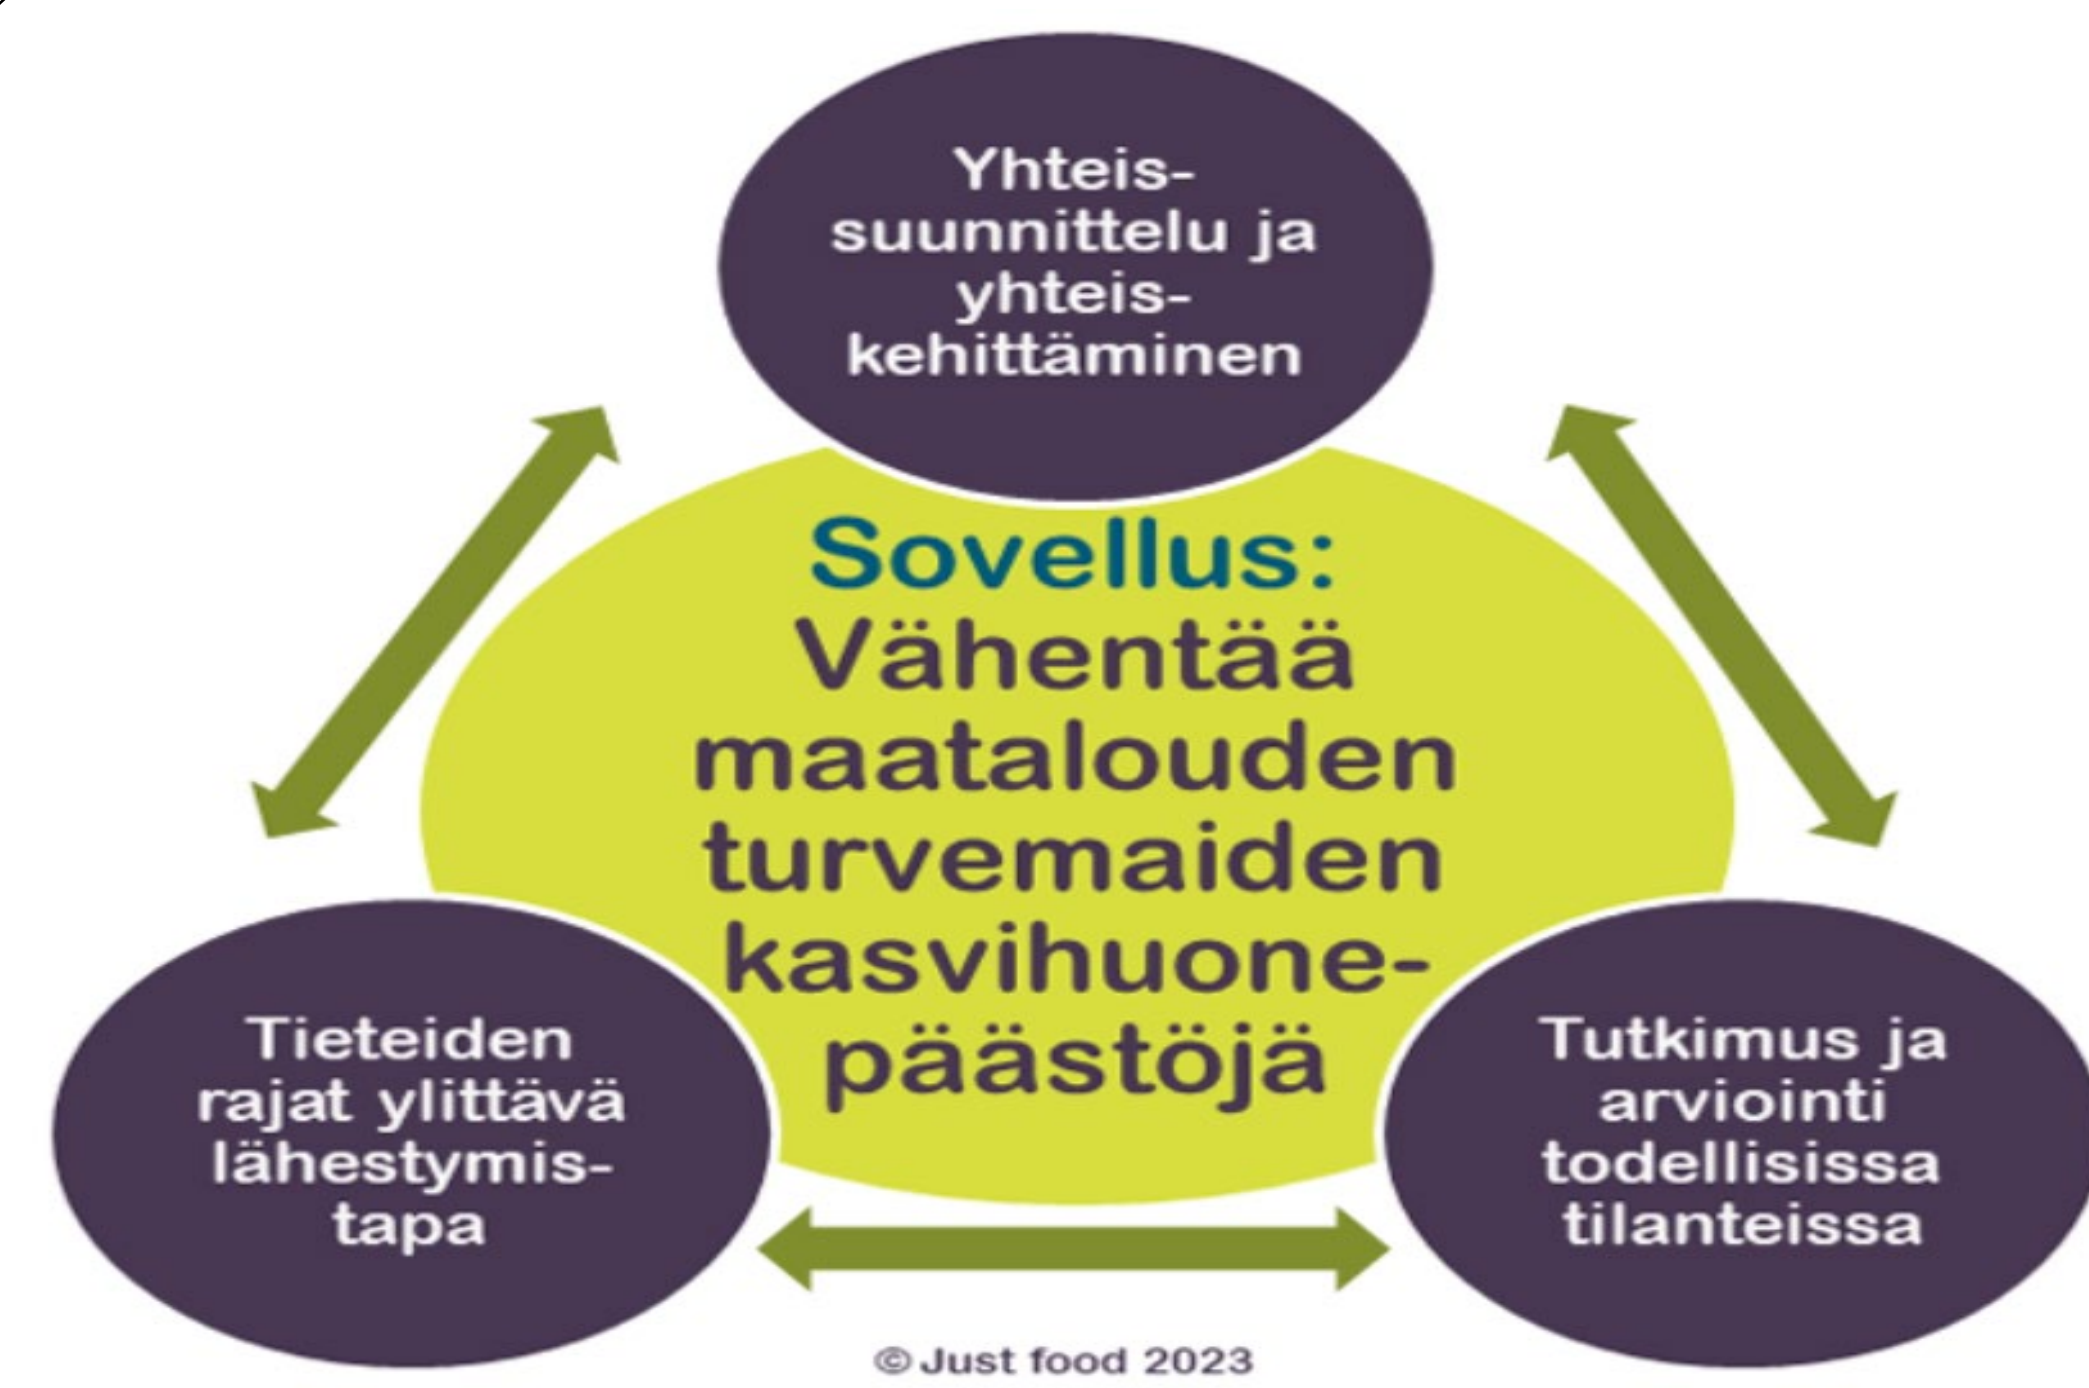 Yhteis-
suunnittelu ja
yhteis-
kehittäminen
Sovellus:
Vähentää
maatalouden
turvemaiden
kasvihuone-
päästöjä
Tieteiden
rajat ylittävä
lähestymis-
tapa
Tutkimus ja
arviointi
todellisissa
tilanteissa
© Just food 2023